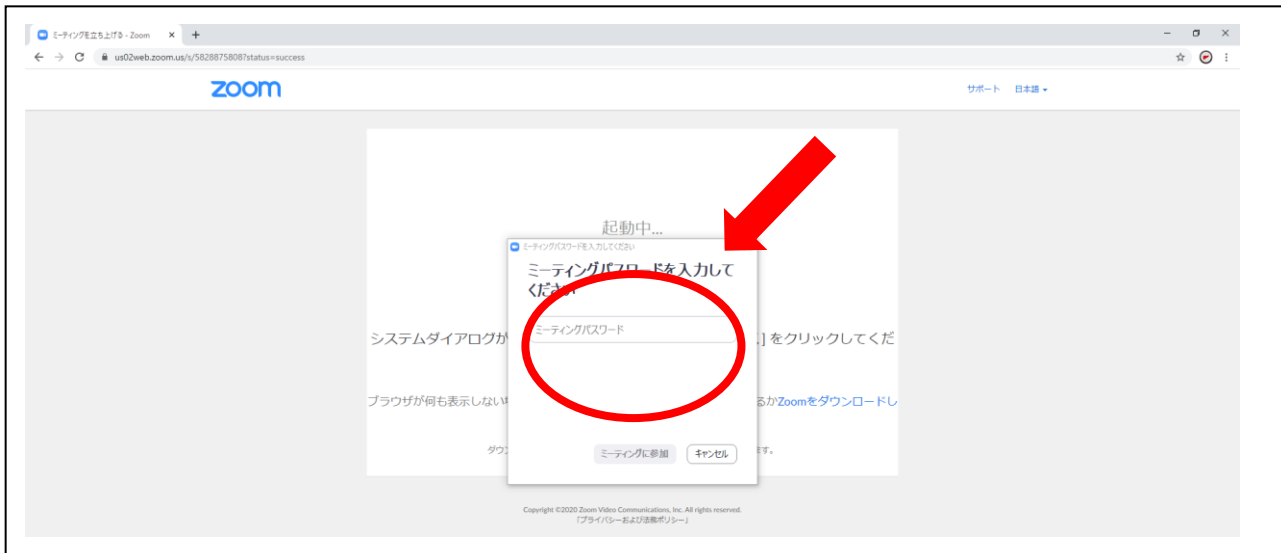 ミーティングを立ち上げる - Zoom
us02web.zoom.us/s/5828875808?status=success
zoom
サポート 日本語
起動中...
ミーティングパスワードを入力してください
ミーティングパスワードを入力して
ください
ミーティングパスワード
システムダイアログが
] をクリックしてくだ
ブラウザが何も表示しない
るかZoomをダウンロードし
ダウン
ます。
ミーティングに参加 キャンセル
Copyright ©2020 Zoom Video Communications, Inc. All rights reserved.
「プライバシーおよび法務ポリシー」